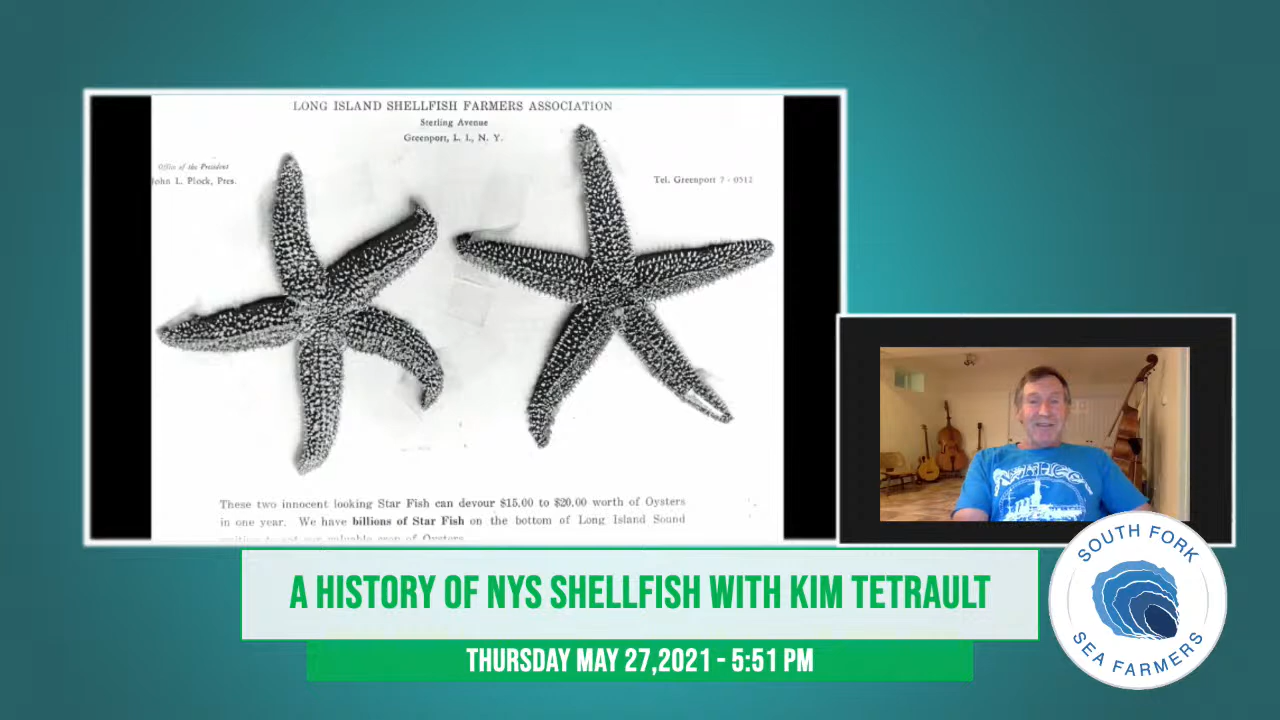 LONG ISLAND SHELLFISH FARMERS ASSOCIATION
Sterling Avenue
Greenport, L. I., N. Y.
Office of the President
John L. Plock, Pres.
Tel. Greenport 7 - 0512
These two innocent looking Star Fish can devour $15.00 to $20.00 worth of Oysters
in one year. We have billions of Star Fish on the bottom of Long Island Sound
A HISTORY OF NYS SHELLFISH WITH KIM TETRAULT
THURSDAY MAY 27,2021 - 5:51 PM
SOUTH FORK
SEA FARMERS